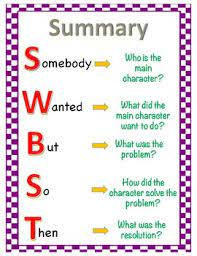 Summary
Somebody
Who is the
main
character?
Wanted
What did the
main character
want to do?
But
What was the
problem?
So
How did the
character solve the
problem?
Then
What was the
resolution?